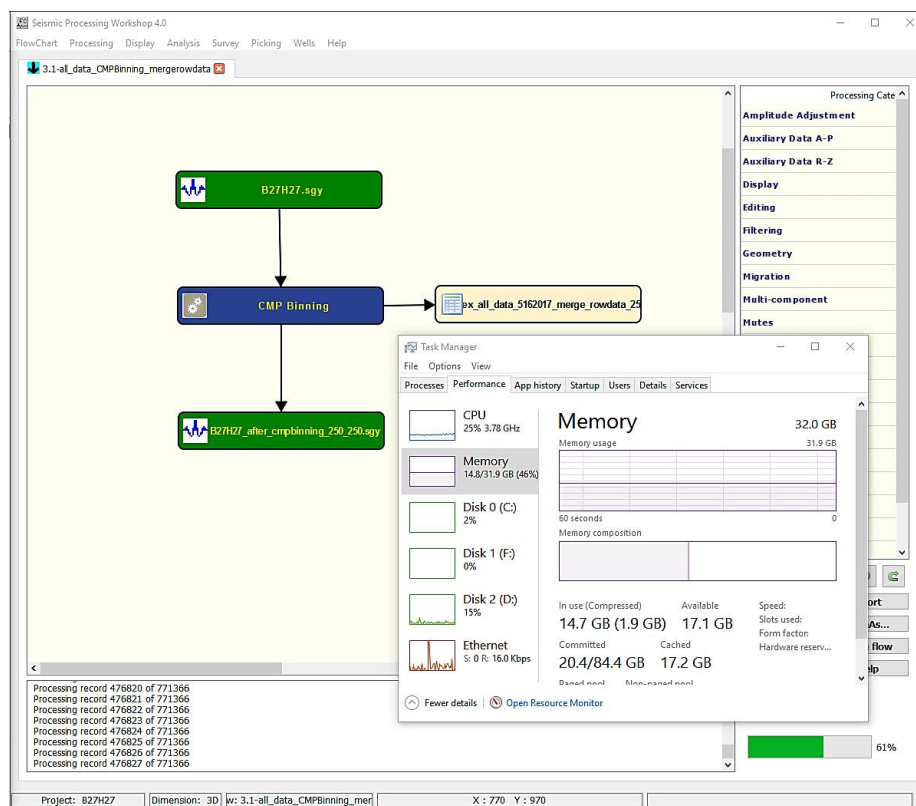 Seismic Processing Workshop 4.0
FlowChart Processing Display Analysis Survey Picking Wells Help
3.1-all_data_CMPBinning_mergerowdata
Processing Cate
Amplitude Adjustment
Auxiliary Data A-P
Auxiliary Data R-Z
Display
Editing
Filtering
Geometry
Migration
Multi-component
Mutes
B27H27.sgy
CMP Binning
ex_all_data_5162017_merge_rowdata_25
B27H27_after_cmpbinning_250_250.sgy
Task Manager
File Options View
Processes Performance App history Startup Users Details Services
CPU
25% 3.78 GHz
Memory
14.8/31.9 GB (46%)
Disk 0 (C:)
2%
Disk 1 (F:)
0%
Disk 2 (D:)
15%
Ethernet
S: 0 R: 16.0 Kbps
Memory 32.0 GB
Memory usage 31.9 GB
60 seconds 0
Memory composition
In use (Compressed) Available Speed:
14.7 GB (1.9 GB) 17.1 GB Slots used:
Form factor:
Committed Cached Hardware reserv...
20.4/84.4 GB 17.2 GB
Paged pool Non-paged pool
Fewer details Open Resource Monitor
ort
As...
flow
lp
Processing record 476820 of 771366
Processing record 476821 of 771366
Processing record 476822 of 771366
Processing record 476823 of 771366
Processing record 476824 of 771366
Processing record 476825 of 771366
Processing record 476826 of 771366
Processing record 476827 of 771366
61%
Project: B27H27 Dimension: 3D w: 3.1-all_data_CMPBinning_mer X : 770 Y : 970